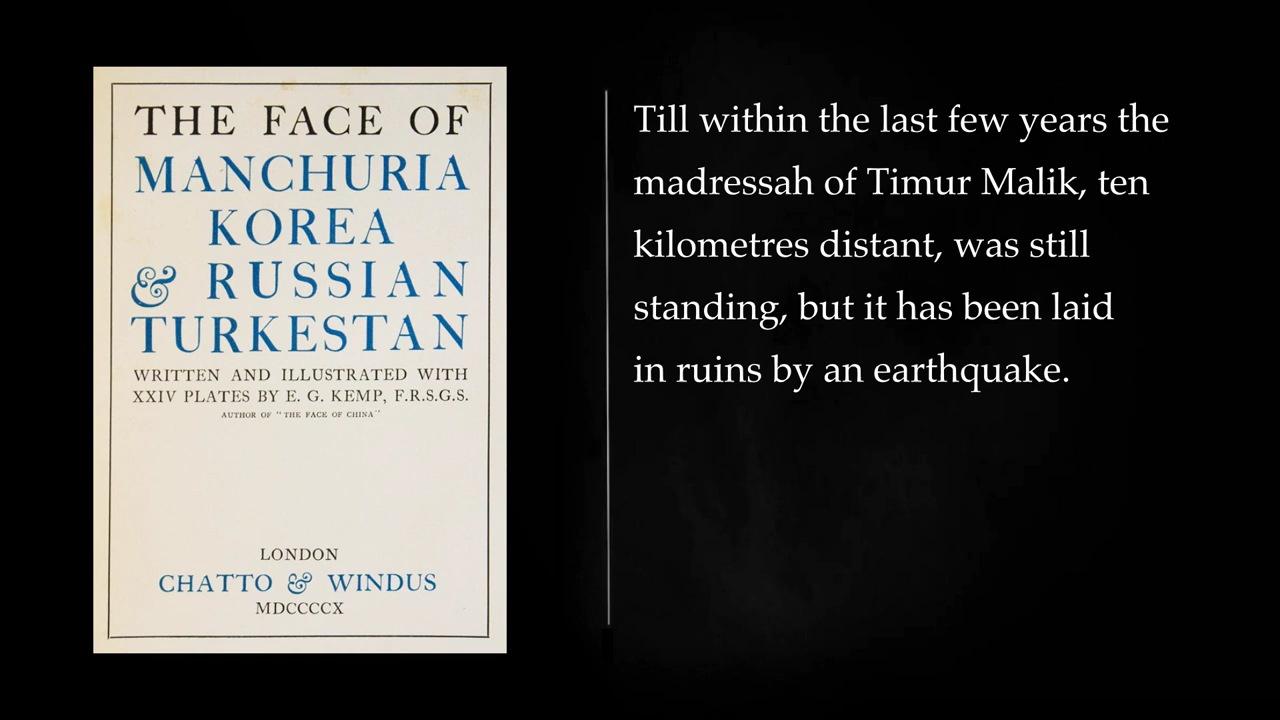 THE FACE OF
MANCHURIA
KOREA
& RUSSIAN
TURKESTAN
WRITTEN AND ILLUSTRATED WITH
XXIV PLATES BY E. G. KEMP, F.R.S.G.S.
AUTHOR OF "THE FACE OF CHINA"
LONDON
CHATTO & WINDUS
MDCCCCX
Till within the last few years the
madressah of Timur Malik, ten
kilometres distant, was still
standing, but it has been laid
in ruins by an earthquake.